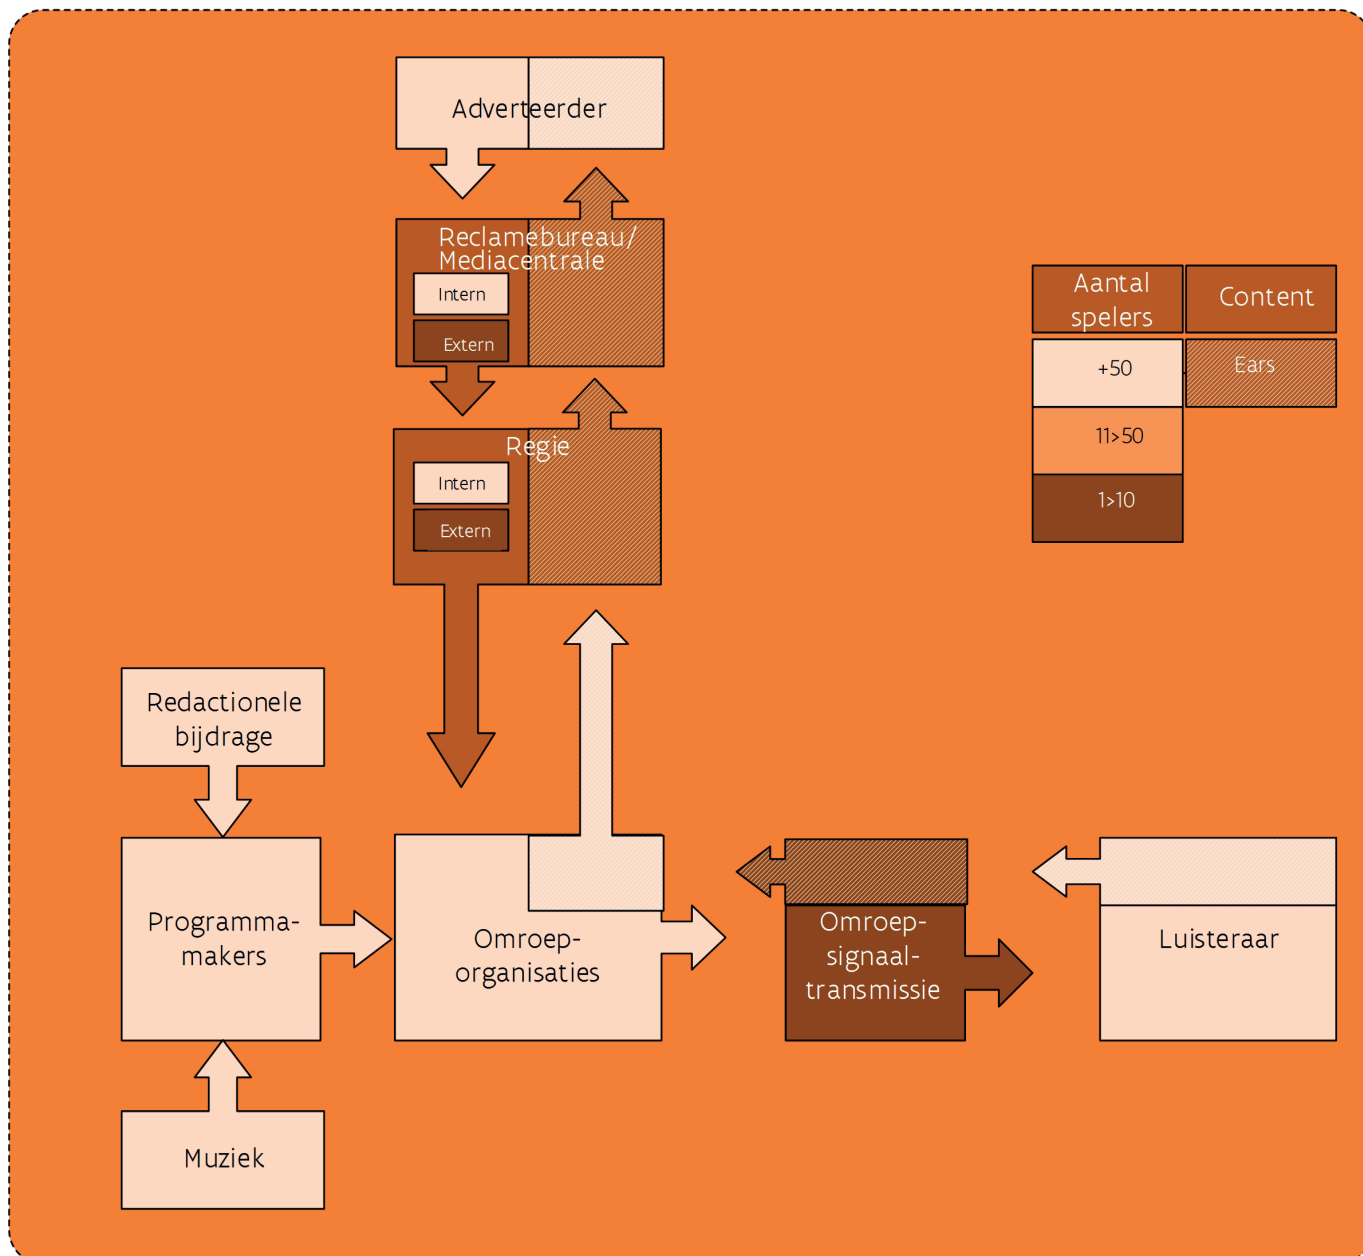 Adverteerder
Reclamebureau/
Mediacentrale
Intern
Extern
Regie
Intern
Extern
Aantal
spelers
Content
+50
Ears
11>50
1>10
Redactionele
bijdrage
Programma-
makers
Muziek
Omroep-
organisaties
Omroep-
signaal-
transmissie
Luisteraar